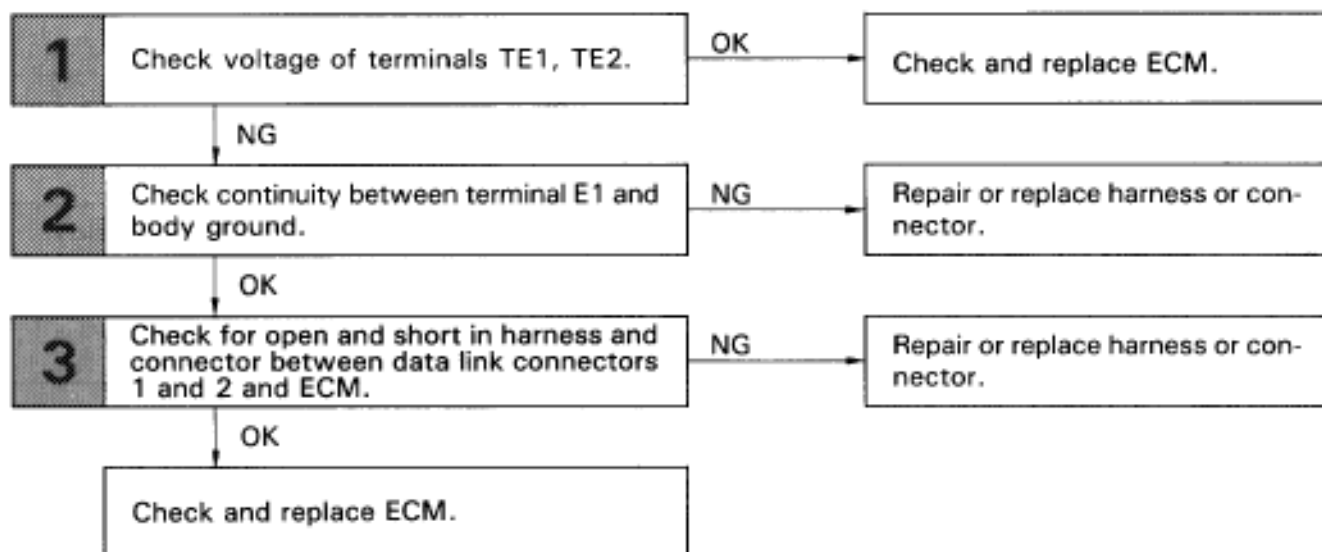 1
Check voltage of terminals TE1, TE2.
OK
Check and replace ECM.
NG
2
Check continuity between terminal E1 and
body ground.
NG
Repair or replace harness or con-
nector.
OK
3
Check for open and short in harness and
connector between data link connectors
1 and 2 and ECM.
NG
Repair or replace harness or con-
nector.
OK
Check and replace ECM.